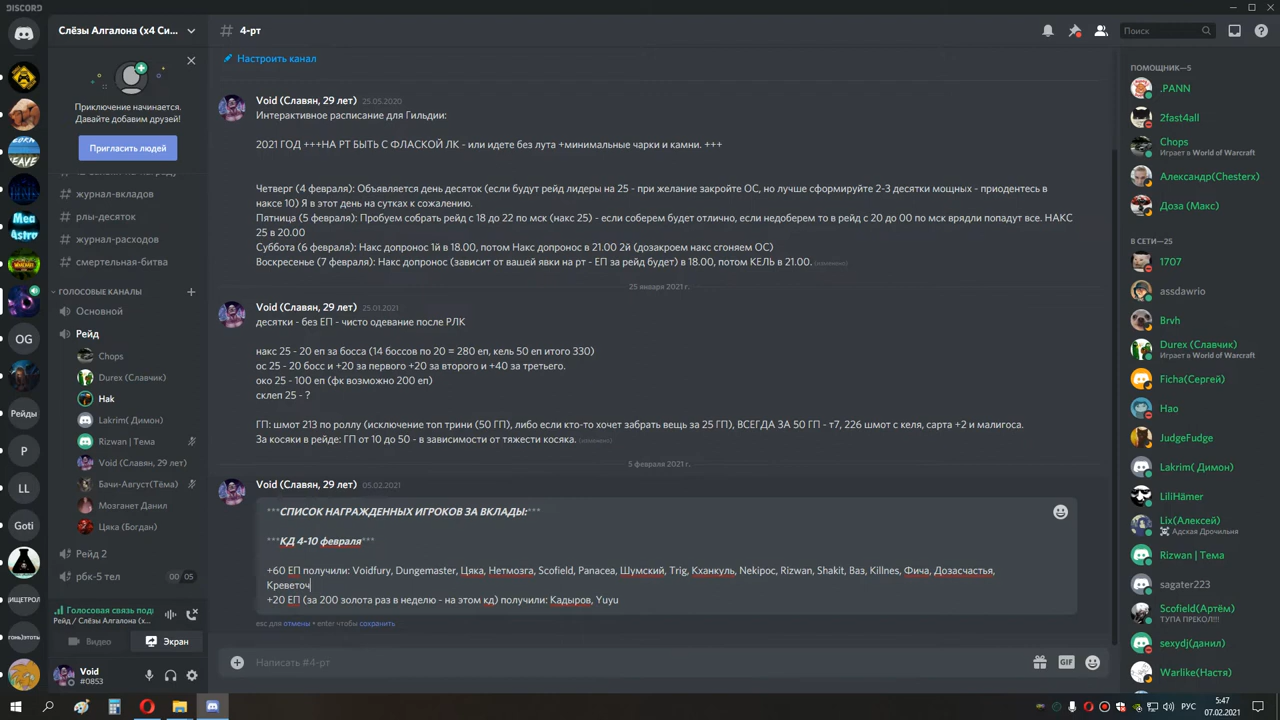 DISCORD
Слёзы Алгалона (x4 Си...
# 4-рт
Поиск
Приключение начинается.
Давайте добавим друзей!
Пригласить людей
журнал-вкладов
рлы-десяток
журнал-расходов
смертельная-битва
ГОЛОСОВЫЕ КАНАЛЫ
Основной
Рейд
Chops
Durex (Славчик)
Hak
Lakrim( Димон)
Rizwan | Тема
Void (Славян, 29 лет)
Бачи-Август(Тёма)
Мозганет Данил
Цяка (Богдан)
Рейд 2
рбк-5 тел
00 05
Голосовая связь подк
Рейд / Слёзы Алгалона (x...
Видео
Экран
Void
#0853
Mea
Astro
OG
Рейды
P
LL
Goti
Настроить канал
Void (Славян, 29 лет) 25.05.2020
Интерактивное расписание для Гильдии:
2021 ГОД +++НА РТ БЫТЬ С ФЛАСКОЙ ЛК - или идете без лута +минимальные чарки и камни. +++
Четверг (4 февраля): Объявляется день десяток (если будут рейд лидеры на 25 - при желание закройте ОС, но лучше сформируйте 2-3 десятки мощных - приодентесь в
наксе 10) Я в этот день на сутках к сожалению.
Пятница (5 февраля): Пробуем собрать рейд с 18 до 22 по мск (накс 25) - если соберем будет отлично, если недоберем то в рейд с 20 до 00 по мск врядли попадут все. НАКС
25 в 20.00
Суббота (6 февраля): Накс допронос 1й в 18.00, потом Накс допронос в 21.00 2й (дозакроем накс сгоняем ОС)
Воскресенье (7 февраля): Накс допронос (зависит от вашей явки на рт - ЕП за рейд будет) в 18.00, потом КЕЛЬ в 21.00. (изменено)
25 января 2021 г.
Void (Славян, 29 лет) 25.01.2021
десятки - без ЕП - чисто одевание после РЛК
накс 25 - 20 еп за босса (14 боссов по 20 = 280 еп, кель 50 еп итого 330)
ос 25 - 20 босс и +20 за первого +20 за второго и +40 за третьего.
око 25 - 100 еп (фк возможно 200 еп)
склеп 25 - ?
ГП: шмот 213 по роллу (исключение топ трини (50 ГП), либо если кто-то хочет забрать вещь за 25 ГП), ВСЕГДА ЗА 50 ГП - т7, 226 шмот с келя, сарта +2 и малигоса.
За косяки в рейде: ГП от 10 до 50 - в зависимости от тяжести косяка. (изменено)
5 февраля 2021 г.
Void (Славян, 29 лет) 05.02.2021
***СПИСОК НАГРАЖДЕННЫХ ИГРОКОВ ЗА ВКЛАДЫ:***
***КД 4-10 февраля***
+60 ЕП получили: Voidfury, Dungemaster, Цяка, Нетмозга, Scofield, Panacea, Шумский, Trig, Кханкуль, Nekipoc, Rizwan, Shakit, Ваз, Killnes, Фича, Дозасчастья,
Креветоч
+20 ЕП (за 200 золота раз в неделю - на этом кд) получили: Кадыров, Yuyu
esc для отмены • enter чтобы сохранить
Написать #4-рт
GIF
ПОМОЩНИК—5
.PANN
2fast4all
Chops
Играет в World of Warcraft
Александр(Chesterx)
Доза (Макс)
В СЕТИ—25
1707
assdawrio
Brvh
Durex (Славчик)
Играет в World of Warcraft
Ficha(Сергей)
Hao
JudgeFudge
Lakrim( Димон)
LiliHämer
Lix(Алексей)
Адская Дрочильня
Rizwan | Тема
sagater223
Scofield(Артём)
ТУПА ПРЕКОЛ!!!
sexydj(данил)
Warlike(Настя)
РУС
5:47
07.02.2021